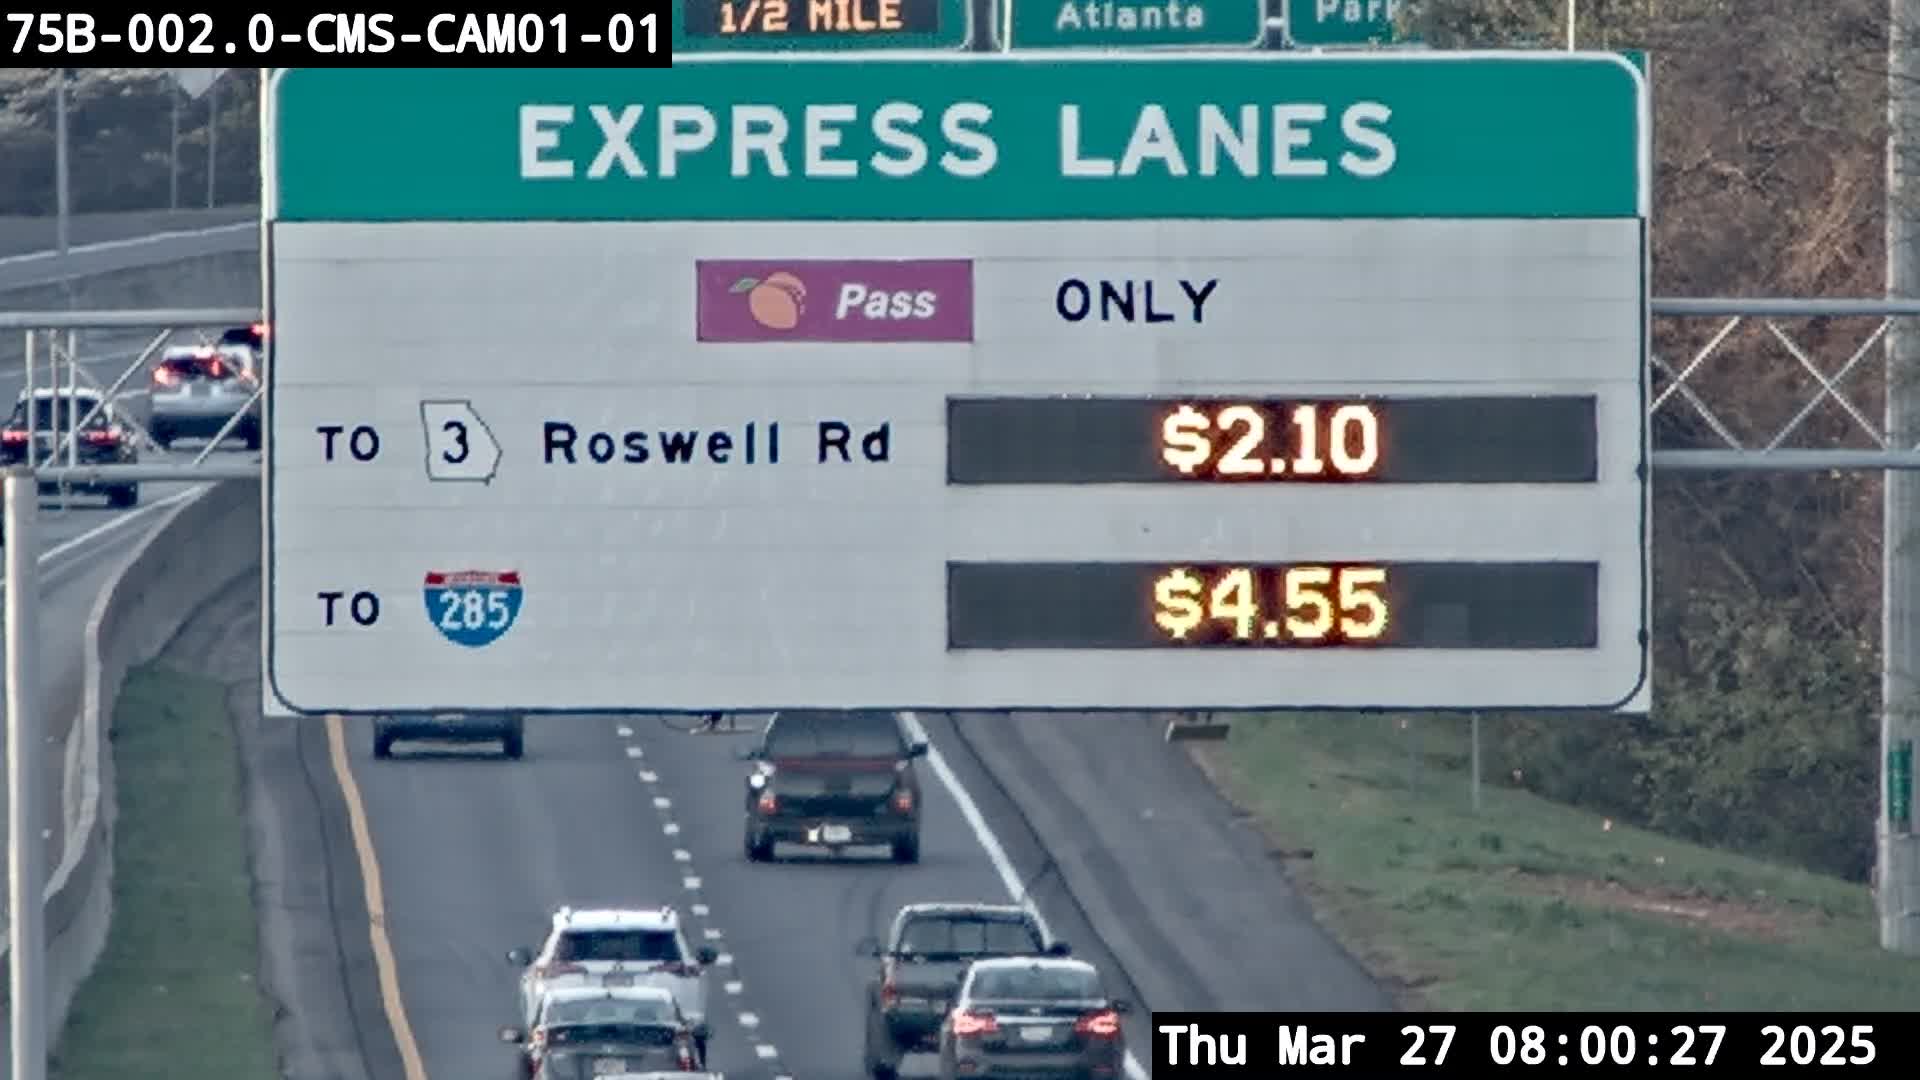 75B-002.0-CMS-CAM01-01
1/2 MILE
Atlanta
Park
EXPRESS LANES
Pass ONLY
TO 3 Roswell Rd $2.10
TO 285 $4.55
Thu Mar 27 08:00:27 2025